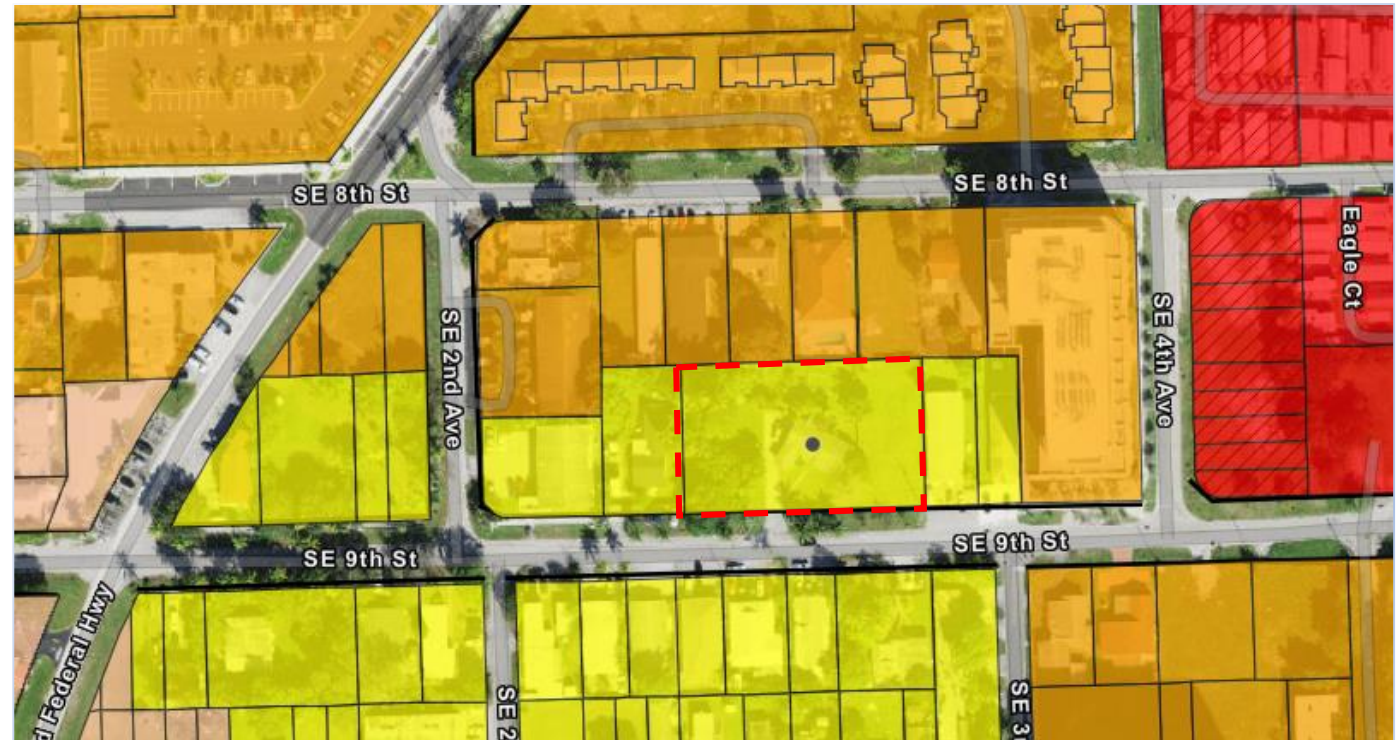 SE 8th St
SE 8th St
Eagle Ct
SE 2nd Ave
SE 4th Ave
SE 9th St
SE 9th St
d Federal Hwy
SE 2
SE 3